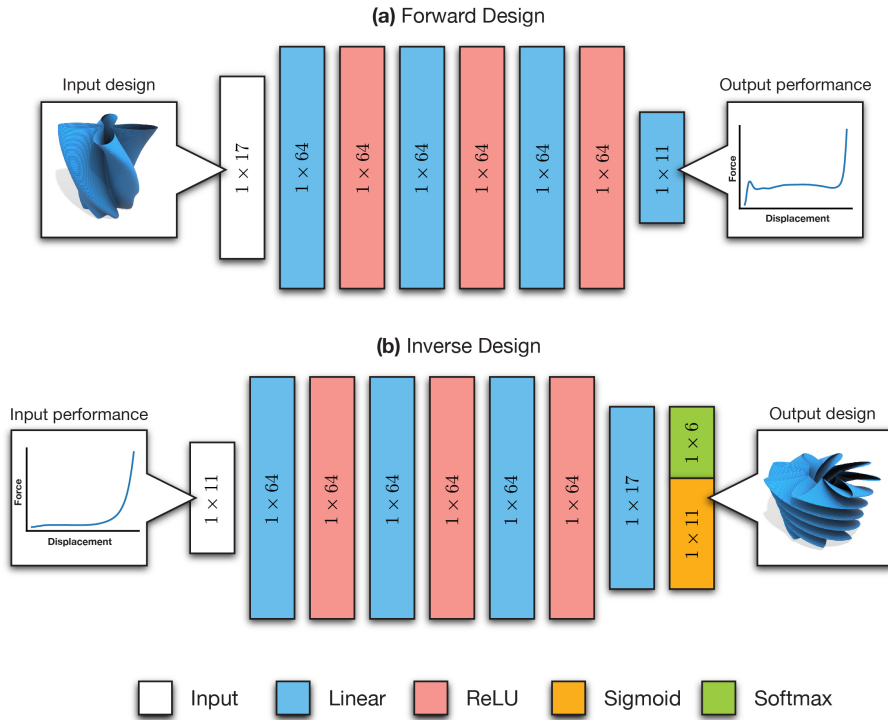 (a) Forward Design
Input design
Output performance
1 × 17
1 × 64
1 × 64
1 × 64
1 × 64
1 × 64
1 × 64
1 × 11
Force
Displacement
(b) Inverse Design
Input performance
Output design
Force
Displacement
1 × 11
1 × 64
1 × 64
1 × 64
1 × 64
1 × 64
1 × 64
1 × 17
1 × 6
1 × 11
Input
Linear
ReLU
Sigmoid
Softmax